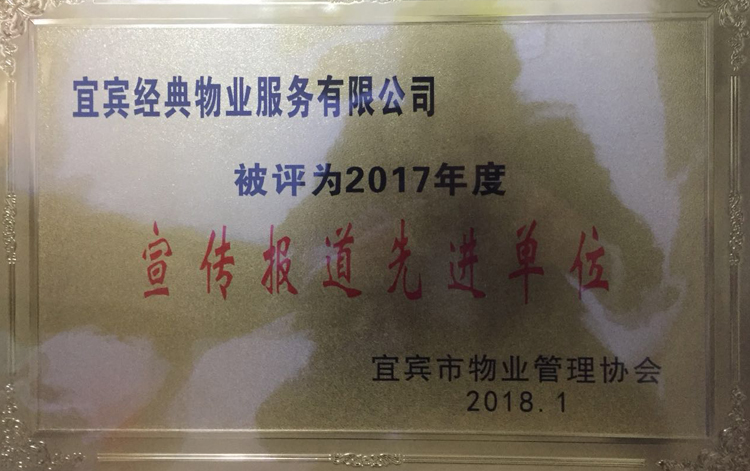 宜宾经典物业服务有限公司
被评为2017年度
宣传报道先进单位
宜宾市物业管理协会
2018.1